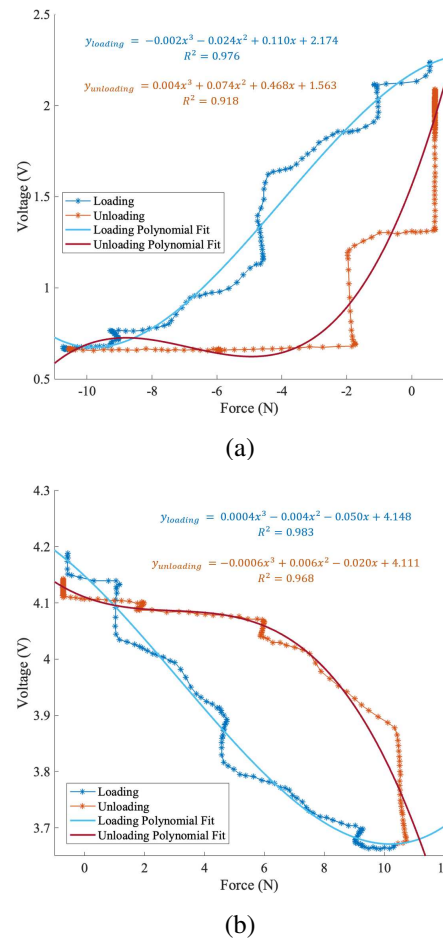 y_loading = −0.002x³ − 0.024x² + 0.110x + 2.174
R² = 0.976
y_unloading = 0.004x³ + 0.074x² + 0.468x + 1.563
R² = 0.918
2.5
2
1.5
1
0.5
Voltage (V)
Loading
Unloading
Loading Polynomial Fit
Unloading Polynomial Fit
-10 -8 -6 -4 -2 0
Force (N)
(a)
4.3
4.2
4.1
4
3.9
3.8
3.7
Voltage (V)
y_loading = 0.0004x³ − 0.004x² − 0.050x + 4.148
R² = 0.983
y_unloading = −0.0006x³ + 0.006x² − 0.020x + 4.111
R² = 0.968
Loading
Unloading
Loading Polynomial Fit
Unloading Polynomial Fit
0 2 4 6 8 10
Force (N)
(b)